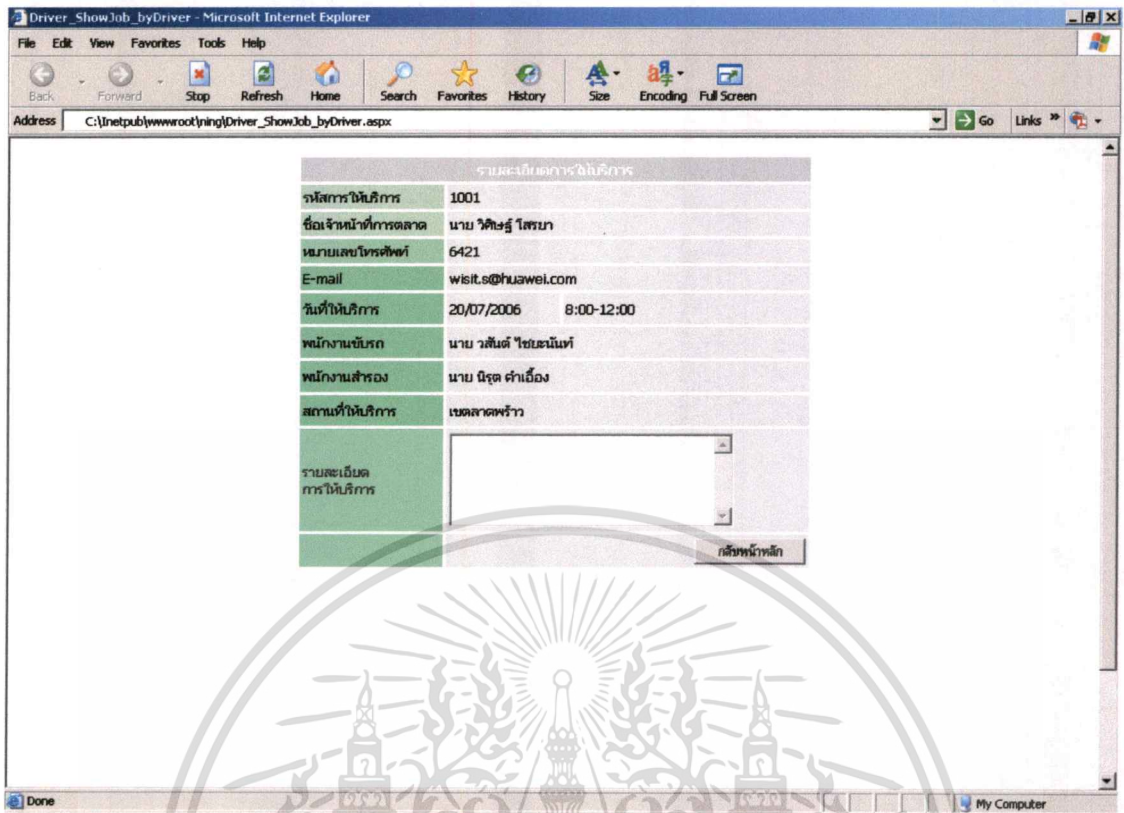 Driver_ShowJob_byDriver - Microsoft Internet Explorer
File Edit View Favorites Tools Help
Back Forward Stop Refresh Home Search Favorites History Size Encoding Full Screen
Address C:\Inetpub\wwwroot\ning\Driver_ShowJob_byDriver.aspx Go Links »
รายละเอียดการให้บริการ
รหัสการให้บริการ 1001
ชื่อเจ้าหน้าที่การตลาด นาย วิศิษฐ์ โสรยา
หมายเลขโทรศัพท์ 6421
E-mail wisit.s@huawei.com
วันที่ให้บริการ 20/07/2006 8:00-12:00
พนักงานขับรถ นาย วสันต์ ไชยะนันท์
พนักงานสำรอง นาย นิรุต คำเอื้อง
สถานที่ให้บริการ เขตลาดพร้าว
รายละเอียด
การให้บริการ
กลับหน้าหลัก
Done My Computer